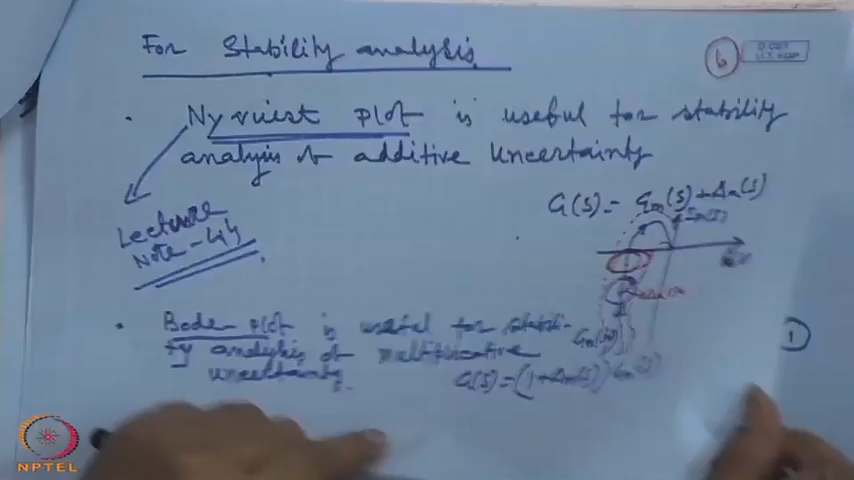 For Stability analysis.
6
· Nyquist plot is useful for stability
analysis of additive Uncertainty
G(s) = Gm(s) + Δa(s)
Lecture
Note - 44
· Bode plot is useful for stabili-
ty analysis of multiplicative
uncertainty.
G(s) = (1+Δm(s)) Gm(s)
1
NPTEL